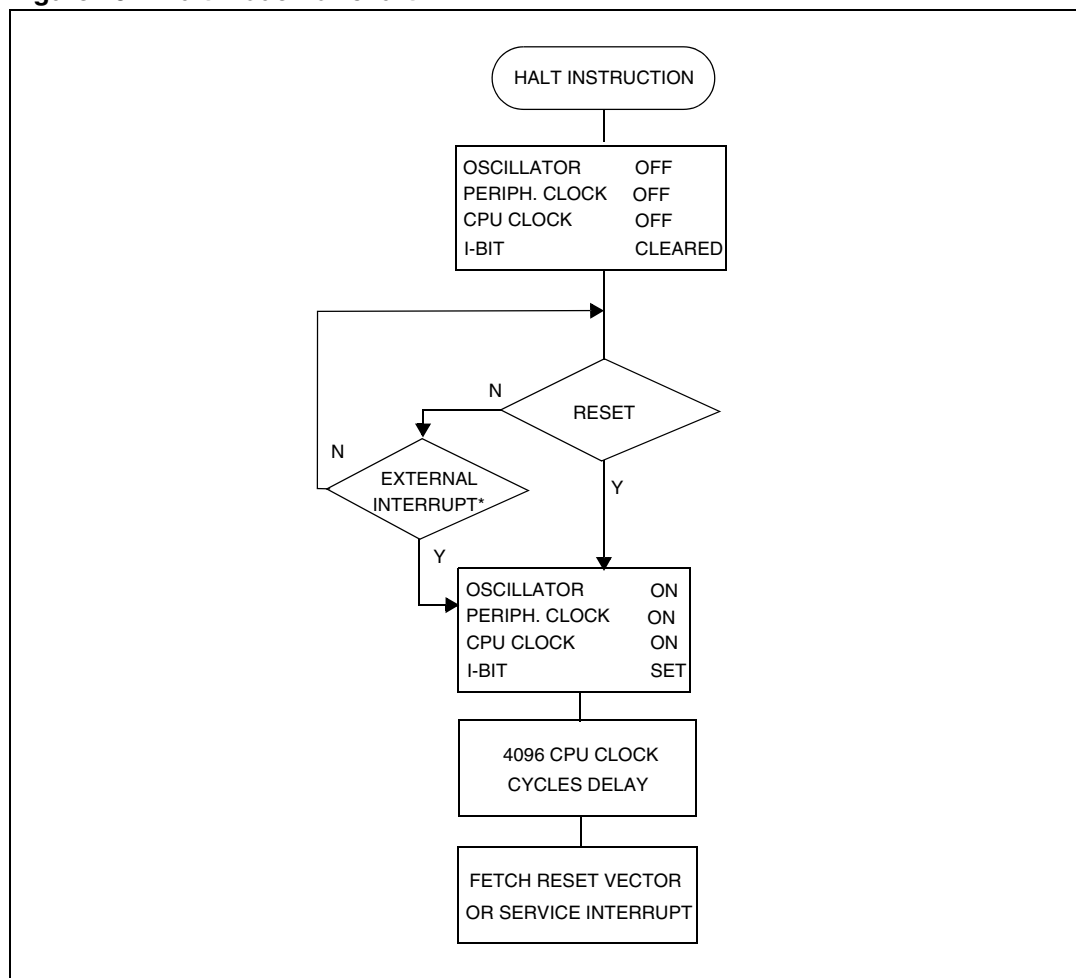 HALT INSTRUCTION
OSCILLATOR OFF
PERIPH. CLOCK OFF
CPU CLOCK OFF
I-BIT CLEARED
N
RESET
N
EXTERNAL
INTERRUPT*
Y
Y
OSCILLATOR ON
PERIPH. CLOCK ON
CPU CLOCK ON
I-BIT SET
4096 CPU CLOCK
CYCLES DELAY
FETCH RESET VECTOR
OR SERVICE INTERRUPT